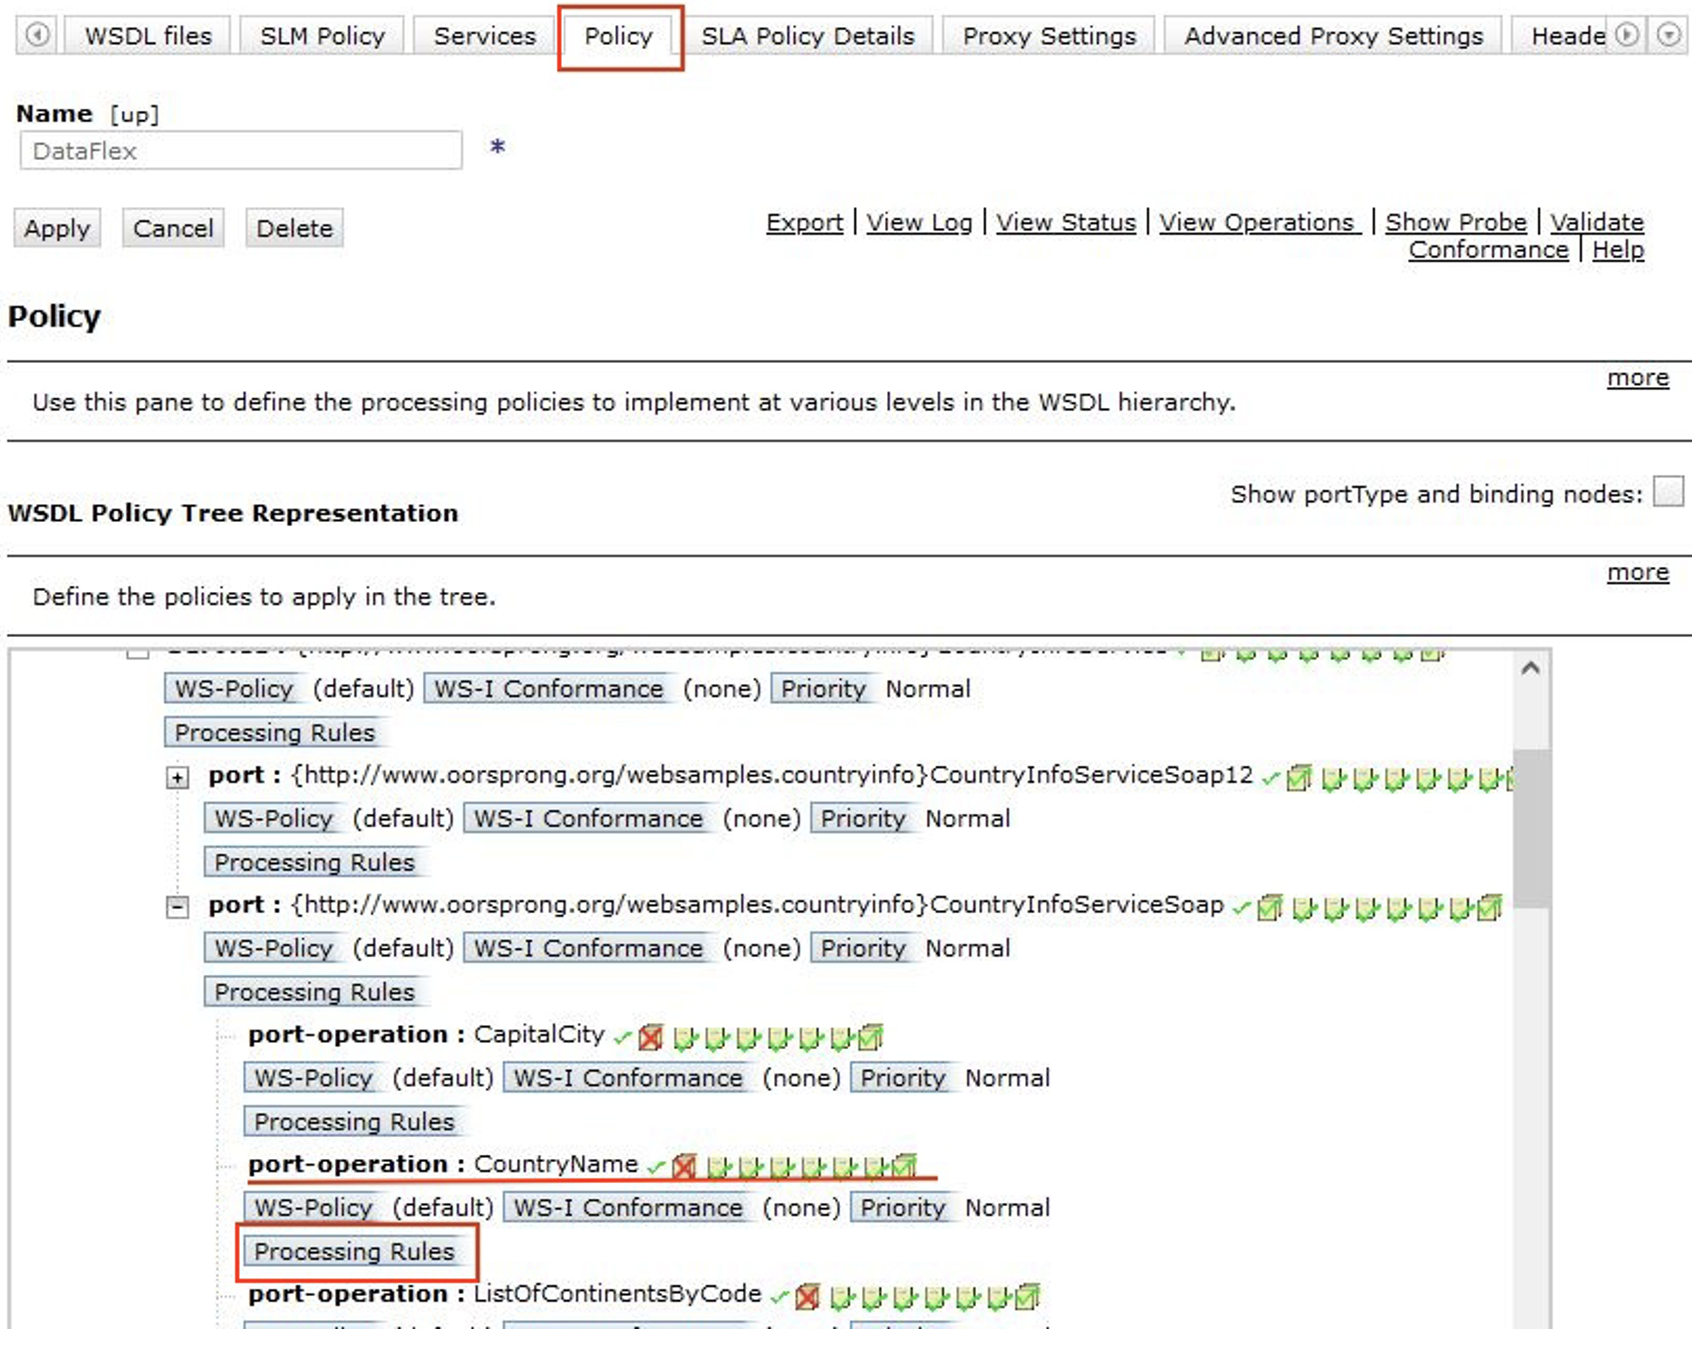 WSDL files SLM Policy Services Policy SLA Policy Details Proxy Settings Advanced Proxy Settings Heade
Name [up]
DataFlex *
Apply Cancel Delete
Export | View Log | View Status | View Operations | Show Probe | Validate
Conformance | Help
Policy
more
Use this pane to define the processing policies to implement at various levels in the WSDL hierarchy.
Show portType and binding nodes:
WSDL Policy Tree Representation
more
Define the policies to apply in the tree.
WS-Policy (default) WS-I Conformance (none) Priority Normal
Processing Rules
port : {http://www.oorsprong.org/websamples.countryinfo}CountryInfoServiceSoap12
WS-Policy (default) WS-I Conformance (none) Priority Normal
Processing Rules
port : {http://www.oorsprong.org/websamples.countryinfo}CountryInfoServiceSoap
WS-Policy (default) WS-I Conformance (none) Priority Normal
Processing Rules
port-operation : CapitalCity
WS-Policy (default) WS-I Conformance (none) Priority Normal
Processing Rules
port-operation : CountryName
WS-Policy (default) WS-I Conformance (none) Priority Normal
Processing Rules
port-operation : ListOfContinentsByCode